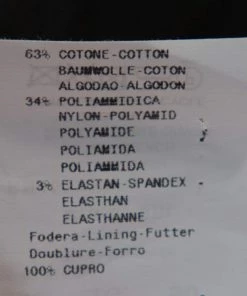 63% COTONE-COTTON
BAUMWOLLE-COTON
ALGODAO-ALGODON
34% POLIAMMIDICA
NYLON-POLYAMID
POLYAMIDE
POLIAMIDA
POLIAMMIDA
3% ELASTAN-SPANDEX
ELASTHAN
ELASTHANNE
Fodera-Lining-Futter
Doublure-Forro
100% CUPRO